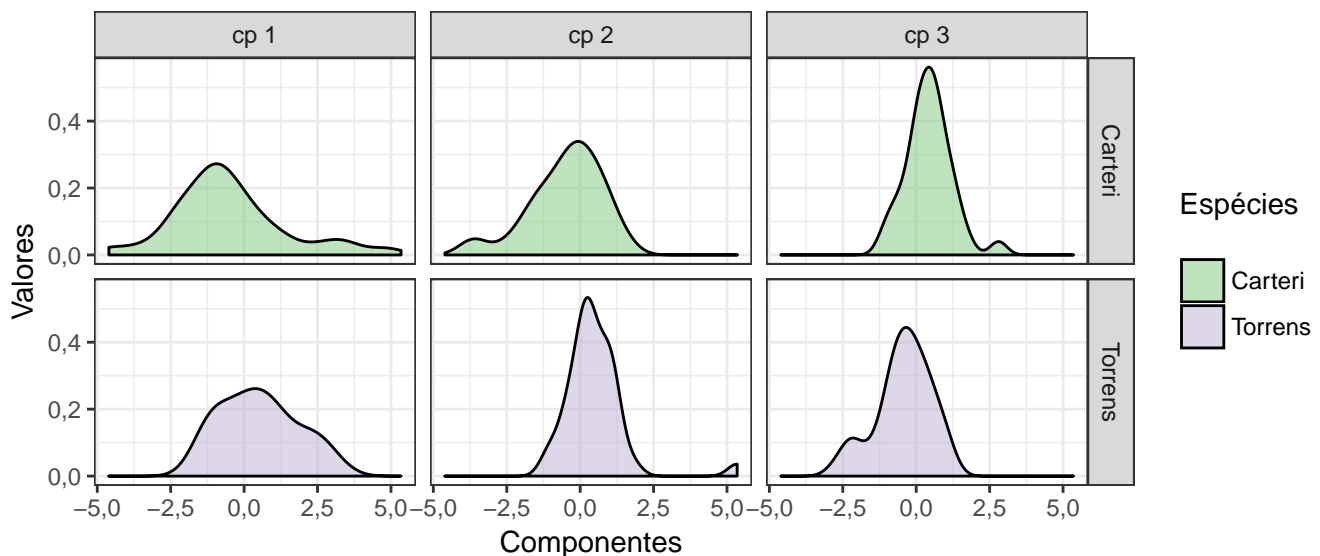 cp 1
cp 2
cp 3
Valores
0,4
0,2
0,0
Carteri
0,4
0,2
0,0
Torrens
−5,0 −2,5 0,0 2,5 5,0
−5,0 −2,5 0,0 2,5 5,0
−5,0 −2,5 0,0 2,5 5,0
Componentes
Espécies
Carteri
Torrens